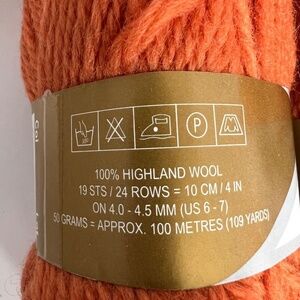 P
100% HIGHLAND WOOL
19 STS / 24 ROWS = 10 CM / 4 IN
ON 4.0 - 4.5 MM (US 6 - 7)
50 GRAMS = APPROX. 100 METRES (109 YARDS)